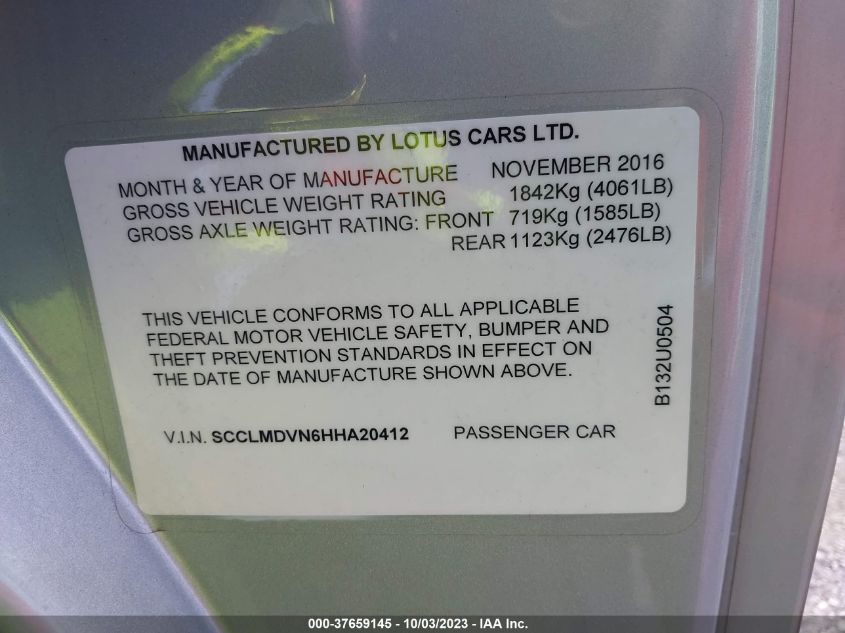 MANUFACTURED BY LOTUS CARS LTD.
MONTH & YEAR OF MANUFACTURE NOVEMBER 2016
GROSS VEHICLE WEIGHT RATING 1842Kg (4061LB)
GROSS AXLE WEIGHT RATING: FRONT 719Kg (1585LB)
REAR 1123Kg (2476LB)
THIS VEHICLE CONFORMS TO ALL APPLICABLE
FEDERAL MOTOR VEHICLE SAFETY, BUMPER AND
THEFT PREVENTION STANDARDS IN EFFECT ON
THE DATE OF MANUFACTURE SHOWN ABOVE.
B132U0504
V.I.N. SCCLMDVN6HHA20412 PASSENGER CAR
000-37659145 - 10/03/2023 - IAA Inc.